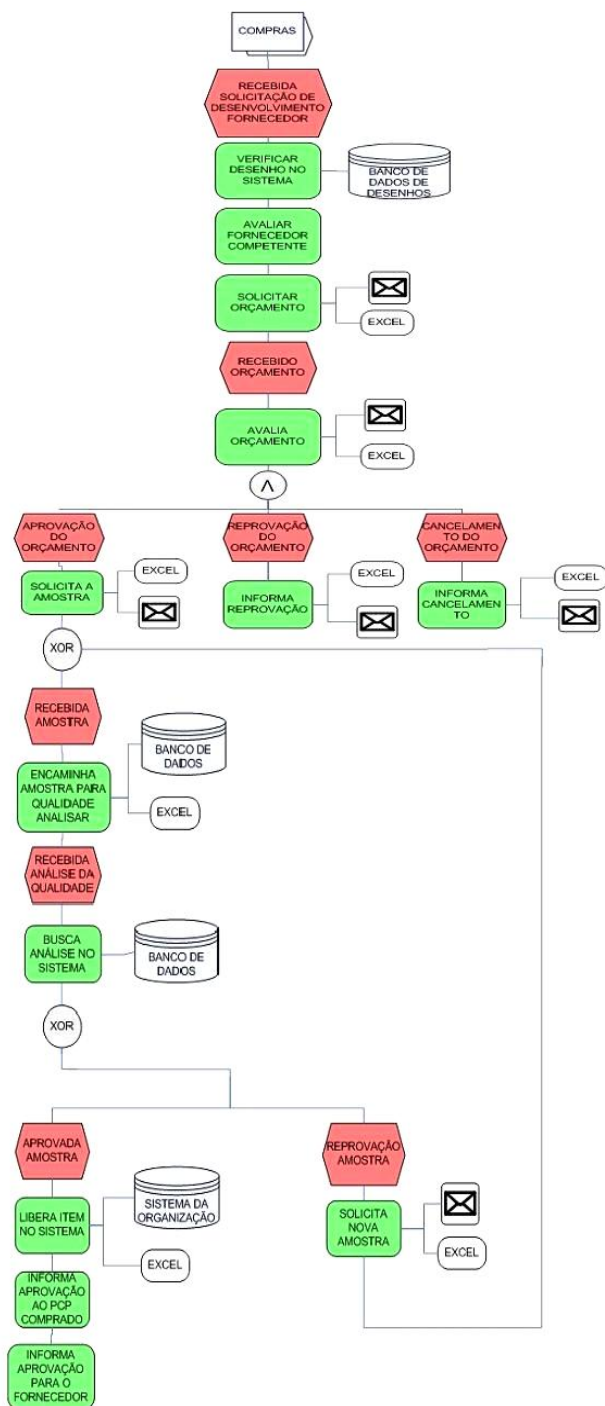 COMPRAS
RECEBIDA
SOLICITAÇÃO DE
DESENVOLVIMENTO
FORNECEDOR
VERIFICAR
DESENHO NO
SISTEMA
BANCO DE
DADOS DE
DESENHOS
AVALIAR
FORNECEDOR
COMPETENTE
SOLICITAR
ORÇAMENTO
EXCEL
RECEBIDO
ORÇAMENTO
AVALIA
ORÇAMENTO
EXCEL
Λ
APROVAÇÃO
DO
ORÇAMENTO
REPROVAÇÃO
DO
ORÇAMENTO
CANCELAMEN
TO DO
ORÇAMENTO
SOLICITA A
AMOSTRA
EXCEL
INFORMA
REPROVAÇÃO
EXCEL
INFORMA
CANCELAMEN
TO
EXCEL
XOR
RECEBIDA
AMOSTRA
ENCAMINHA
AMOSTRA PARA
QUALIDADE
ANALISAR
BANCO DE
DADOS
EXCEL
RECEBIDA
ANÁLISE DA
QUALIDADE
BUSCA
ANÁLISE NO
SISTEMA
BANCO DE
DADOS
XOR
APROVADA
AMOSTRA
REPROVAÇÃO
AMOSTRA
LIBERA ITEM
NO SISTEMA
SISTEMA DA
ORGANIZAÇÃO
EXCEL
SOLICITA
NOVA
AMOSTRA
EXCEL
INFORMA
APROVAÇÃO
AO PCP
COMPRADO
INFORMA
APROVAÇÃO
PARA O
FORNECEDOR